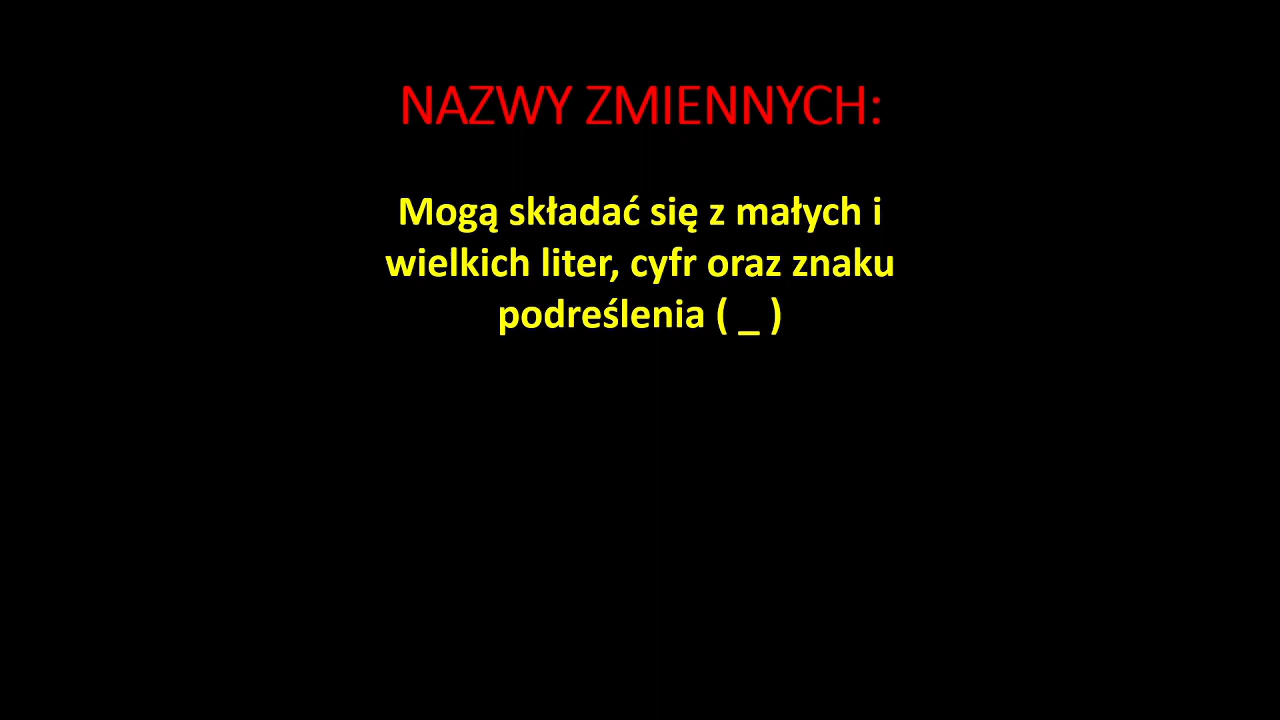 NAZWY ZMIENNYCH:
Mogą składać się z małych i
wielkich liter, cyfr oraz znaku
podreślenia ( _ )